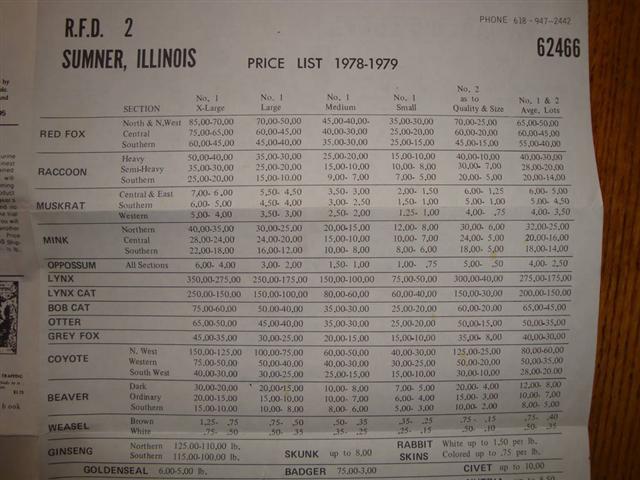 PHONE 618-947-2442
R.F.D. 2
SUMNER, ILLINOIS PRICE LIST 1978-1979 62466
SECTION No. 1 X-Large No. 1 Large No. 1 Medium No. 1 Small No. 2 as to Quality & Size No. 1 & 2 Avge. Lots
RED FOX
North & N,West 85,00-70,00 70,00-50,00 45,00-40,00- 35,00-30,00 70,00-25,00 65,00-50,00
Central 75,00-65,00 60,00-45,00 40,00-30,00 25,00-20,00 60,00-20,00 60,00-45,00
Southern 60,00-45,00 40,00-30,00 35,00-30,00 25,00-15,00 45,00-15,00 55,00-40,00
RACCOON
Heavy 50,00-40,00 35,00-30,00 25,00-20,00 15,00-10,00 40,00-10,00 40,00-30,00
Semi-Heavy 35,00-30,00 25,00-20,00 15,00-10,00 10,00- 8,00 30,00- 7,00 28,00-20,00
Southern 25,00-20,00 15,00-10,00 9,00- 7,00 7,00- 5,00 20,00- 5,00 20,00-14,00
MUSKRAT
Central & East 7,00- 6,00 5,50- 4,50 3,50- 3,00 2,00- 1,50 6,00- 1,25 6,00- 5,00
Southern 6,00- 5,00 4,50- 4,00 3,00- 2,50 1,50- 1,00 5,00- 1,00 5,00- 4,50
Western 5,00- 4,00 3,50- 3,00 2,50- 2,00 1,25- 1,00 4,00- ,75 4,00- 3,50
MINK
Northern 40,00-35,00 30,00-25,00 20,00-15,00 12,00- 8,00 30,00- 6,00 32,00-25,00
Central 28,00-24,00 24,00-20,00 15,00-10,00 10,00- 7,00 24,00- 5,00 20,00-16,00
Southern 22,00-18,00 16,00-12,00 10,00- 8,00 8,00- 6,00 18,00- 5,00 18,00-14,00
OPPOSSUM All Sections 6,00- 4,00 3,00- 2,00 1,50- 1,00 1,00- ,75 5,00- ,50 4,00- 2,50
LYNX 350,00-275,00 250,00-175,00 150,00-100,00 75,00-50,00 300,00-40,00 275,00-175,00
LYNX CAT 250,00-150,00 150,00-100,00 80,00-60,00 60,00-40,00 150,00-30,00 200,00-150,00
BOB CAT 75,00-60,00 50,00-40,00 35,00-30,00 25,00-20,00 60,00-20,00 65,00-45,00
OTTER 65,00-50,00 45,00-40,00 35,00-30,00 25,00-20,00 50,00-15,00 50,00-35,00
GREY FOX 45,00-35,00 30,00-25,00 20,00-15,00 15,00-10,00 35,00- 8,00 40,00-30,00
COYOTE
N. West 150,00-125,00 100,00-75,00 60,00-50,00 40,00-30,00 125,00-25,00 80,00-60,00
Western 75,00-50,00 50,00-40,00 40,00-30,00 30,00-25,00 50,00-20,00 50,00-35,00
South West 40,00-30,00 30,00-25,00 25,00-15,00 15,00-10,00 30,00-10,00 28,00-20,00
BEAVER
Dark 30,00-20,00 20,00-15,00 10,00- 8,00 7,00- 5,00 20,00- 4,00 12,00- 8,00
Ordinary 20,00-15,00 15,00-10,00 10,00- 7,00 6,00- 4,00 15,00- 3,00 10,00- 7,00
Southern 15,00-10,00 10,00- 8,00 8,00- 6,00 5,00- 3,00 10,00- 2,00 8,00- 5,00
WEASEL
Brown 1,25- ,75 ,75- ,50 ,50- ,35 ,35- ,25 ,75- ,15 ,75- ,40
White ,75- ,50 ,50- ,35 ,35- ,25 ,25- ,15 ,50- ,10 ,50- ,35
GINSENG Northern 125.00-110,00 lb.
Southern 115,00-100,00 lb.
SKUNK up to 8,00
RABBIT SKINS White up to 1,50 per lb.
Colored up to ,75 per lb.
GOLDENSEAL 6,00-5,00 lb. BADGER 75,00-3,00 CIVET up to 10,00